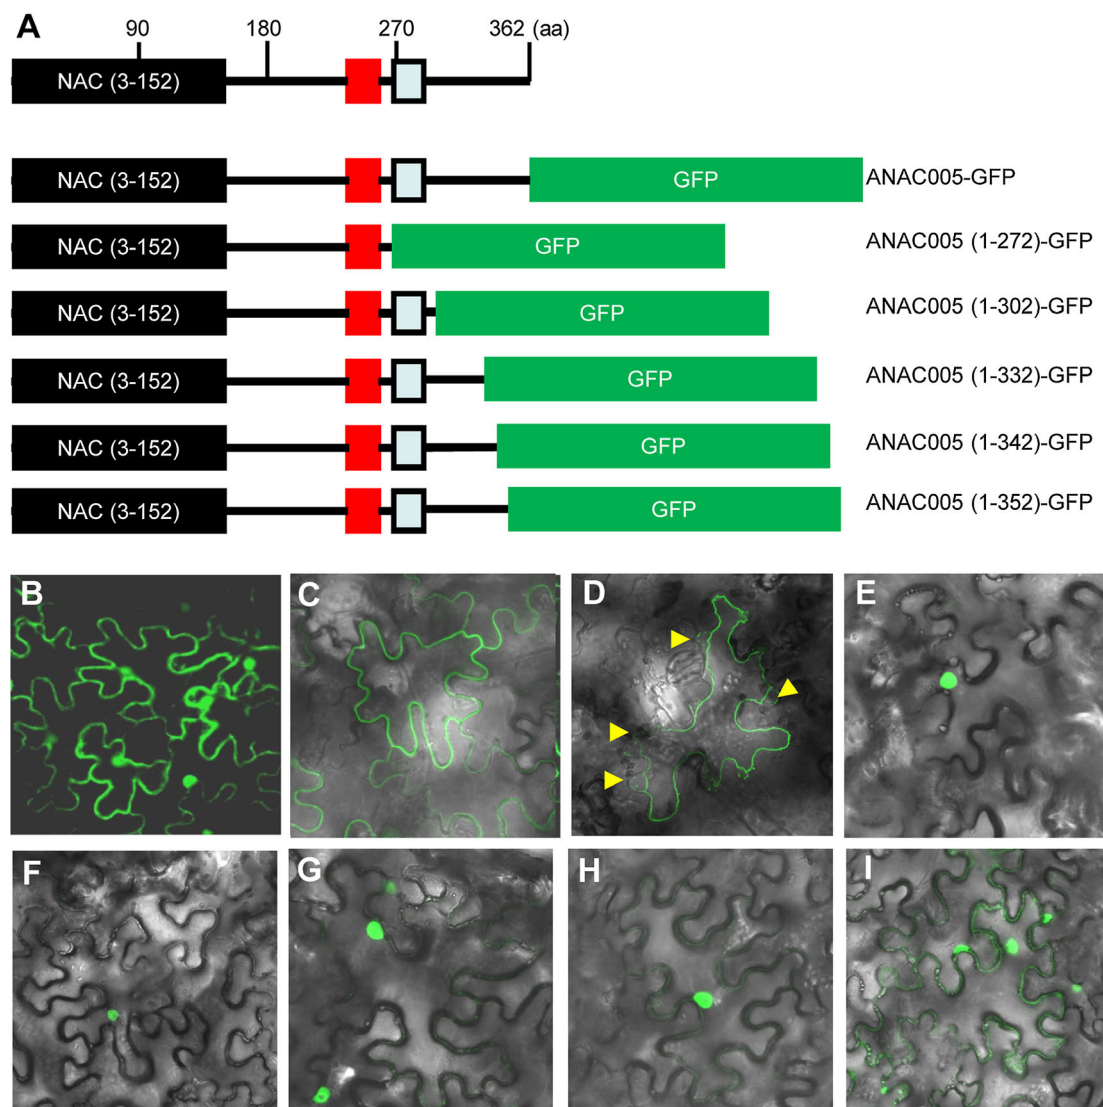 A
90 180 270 362 (aa)
NAC (3-152)
NAC (3-152) GFP ANAC005-GFP
NAC (3-152) GFP ANAC005 (1-272)-GFP
NAC (3-152) GFP ANAC005 (1-302)-GFP
NAC (3-152) GFP ANAC005 (1-332)-GFP
NAC (3-152) GFP ANAC005 (1-342)-GFP
NAC (3-152) GFP ANAC005 (1-352)-GFP
B C D E
F G H I